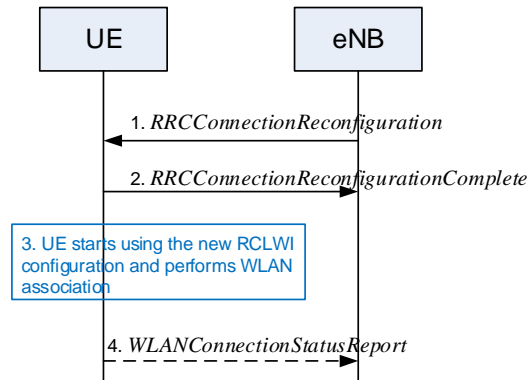 UE
eNB
1. RRCConnectionReconfiguration
2. RRCConnectionReconfigurationComplete
3. UE starts using the new RCLWI
configuration and performs WLAN
association
4. WLANConnectionStatusReport